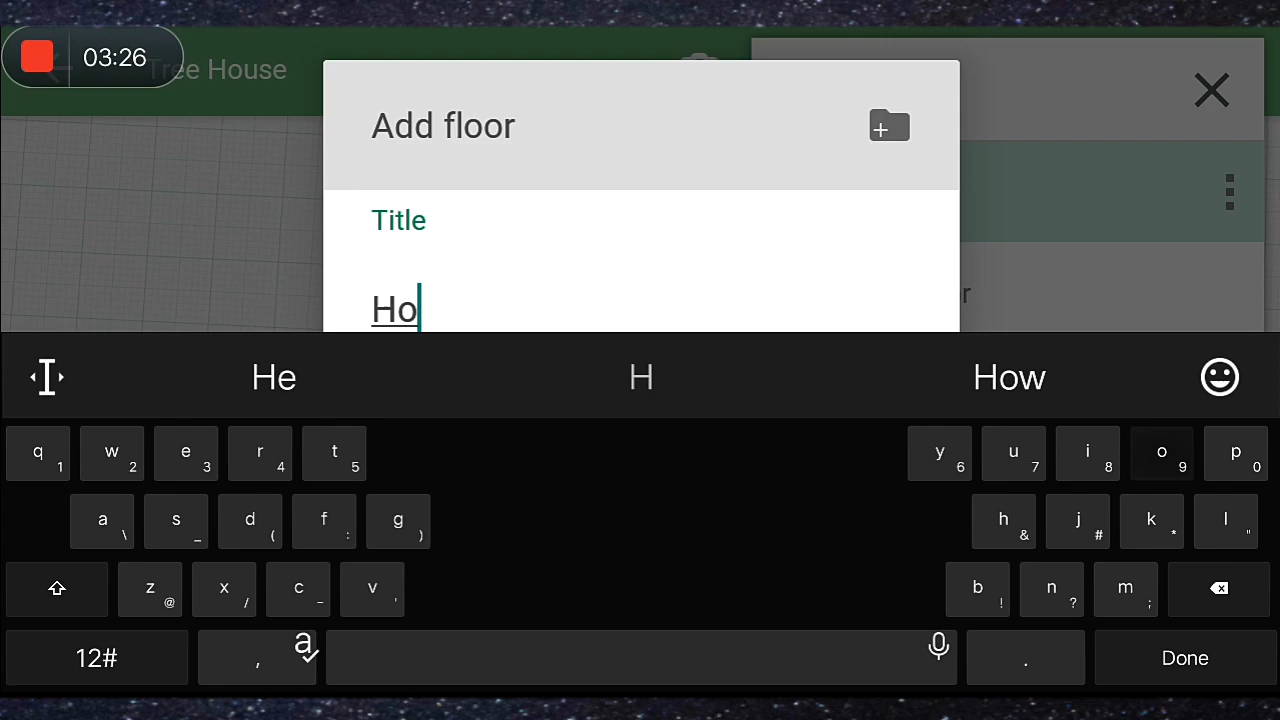 03:26
Tree House
Add floor
Title
Ho
r
He H How
q 1 w 2 e 3 r 4 t 5 y 6 u 7 i 8 o 9 p 0
a \ s _ d ( f : g ) h & j # k * l "
z @ x / c - v ' b ! n ? m ;
12# , a . Done